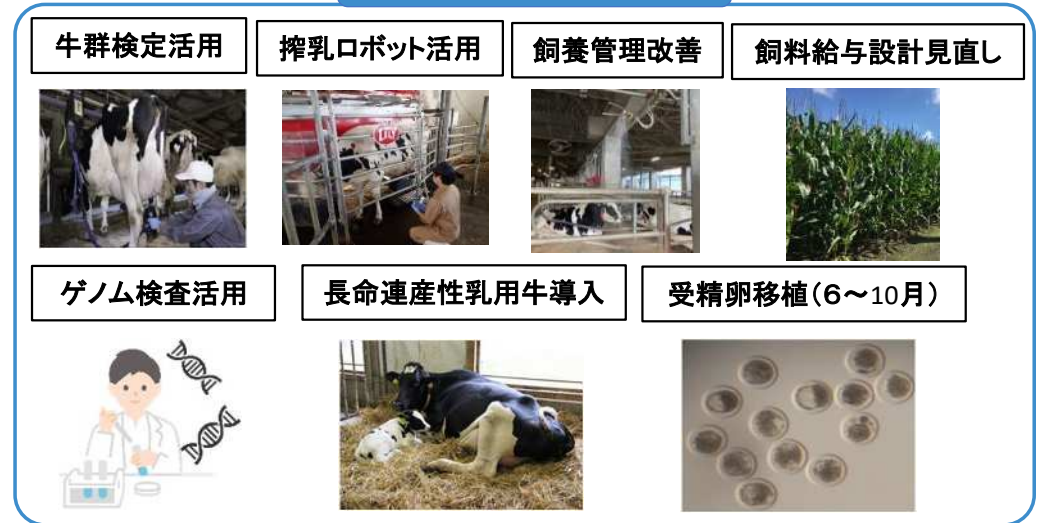 牛群検定活用
搾乳ロボット活用
飼養管理改善
飼料給与設計見直し
ゲノム検査活用
長命連産性乳用牛導入
受精卵移植(6~10月)